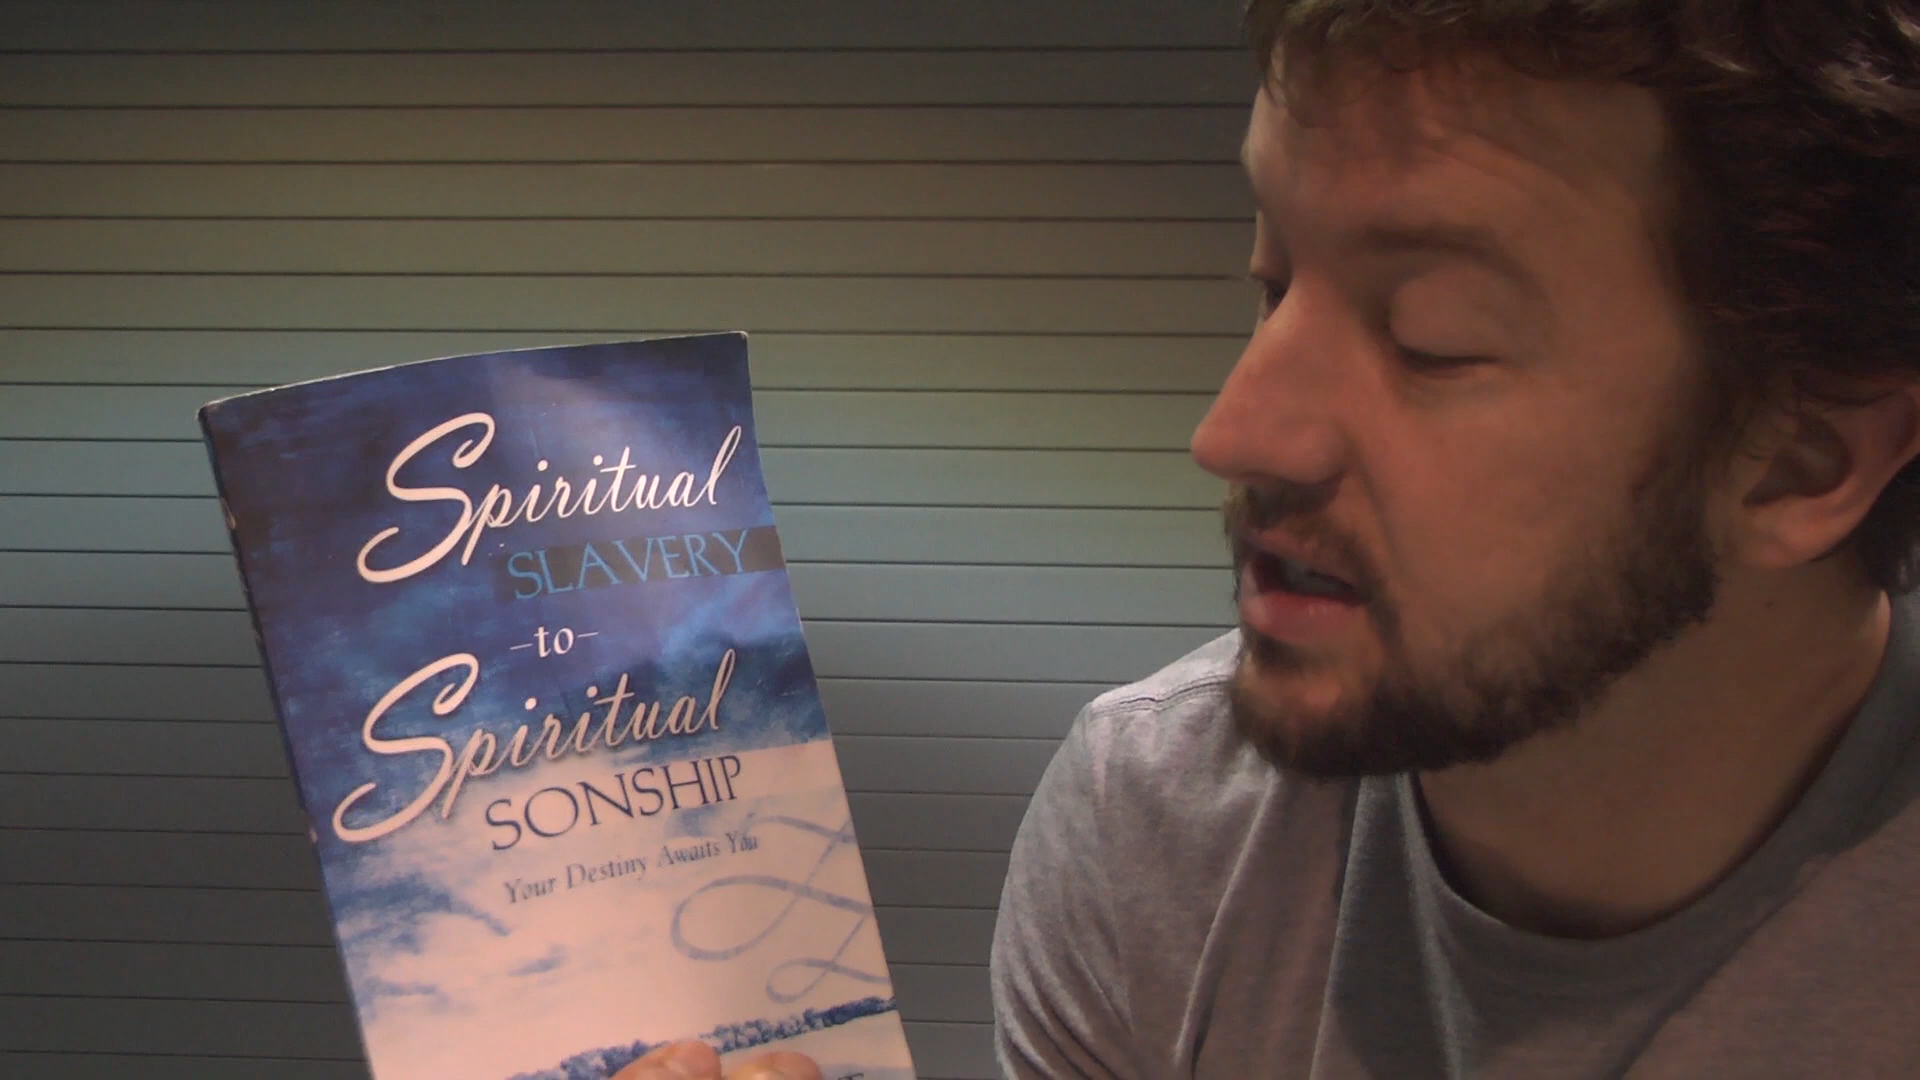 Spiritual
SLAVERY
-to-
Spiritual
SONSHIP
Your Destiny Awaits You